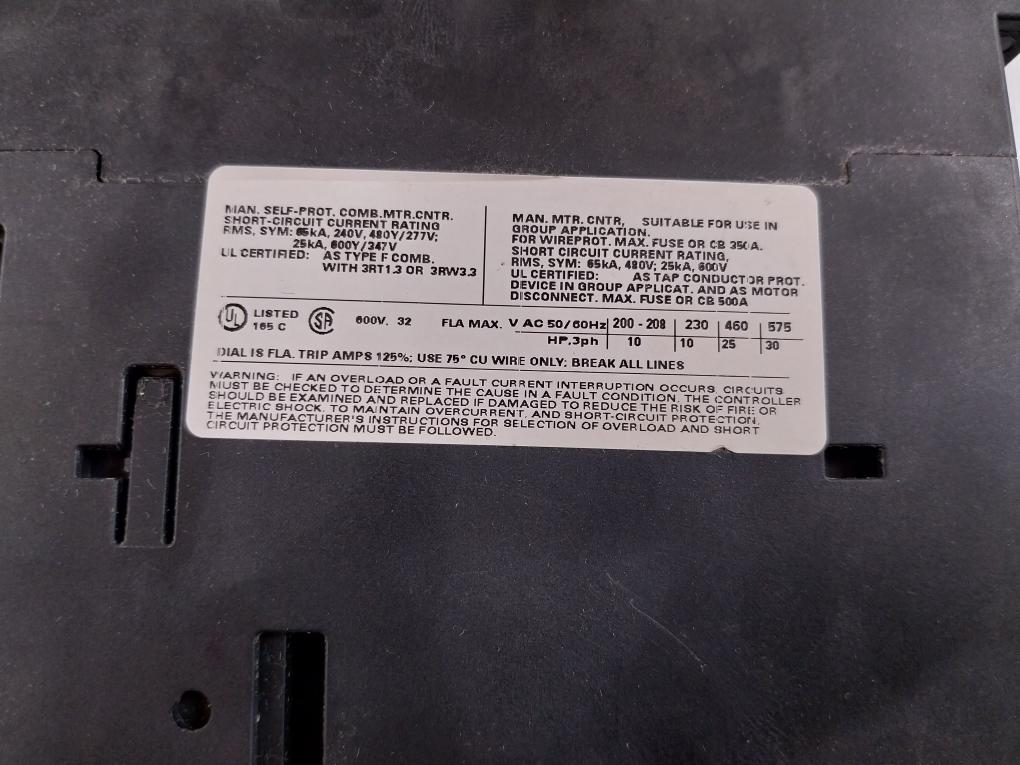 MAN. SELF-PROT. COMB.MTR.CNTR.
SHORT-CIRCUIT CURRENT RATING
RMS, SYM: 65kA, 240V, 480Y/277V;
25kA, 600Y/347V
UL CERTIFIED: AS TYPE F COMB.
WITH 3RT1.3 OR 3RW3.3
MAN. MTR. CNTR, SUITABLE FOR USE IN
GROUP APPLICATION.
FOR WIREPROT. MAX. FUSE OR CB 350A.
SHORT CIRCUIT CURRENT RATING,
RMS, SYM: 65kA, 480V; 25kA, 600V
UL CERTIFIED: AS TAP CONDUCTOR PROT.
DEVICE IN GROUP APPLICAT. AND AS MOTOR
DISCONNECT. MAX. FUSE OR CB 500A
UL LISTED
165 C
SA
600V. 32 FLA MAX. V AC 50/60Hz 200 - 208 230 460 575
HP.3ph 10 10 25 30
DIAL IS FLA. TRIP AMPS 125%; USE 75° CU WIRE ONLY; BREAK ALL LINES
WARNING: IF AN OVERLOAD OR A FAULT CURRENT INTERRUPTION OCCURS, CIRCUITS
MUST BE CHECKED TO DETERMINE THE CAUSE IN A FAULT CONDITION. THE CONTROLLER
SHOULD BE EXAMINED AND REPLACED IF DAMAGED TO REDUCE THE RISK OF FIRE OR
ELECTRIC SHOCK. TO MAINTAIN OVERCURRENT, AND SHORT-CIRCUIT PROTECTION,
THE MANUFACTURER'S INSTRUCTIONS FOR SELECTION OF OVERLOAD AND SHORT
CIRCUIT PROTECTION MUST BE FOLLOWED.